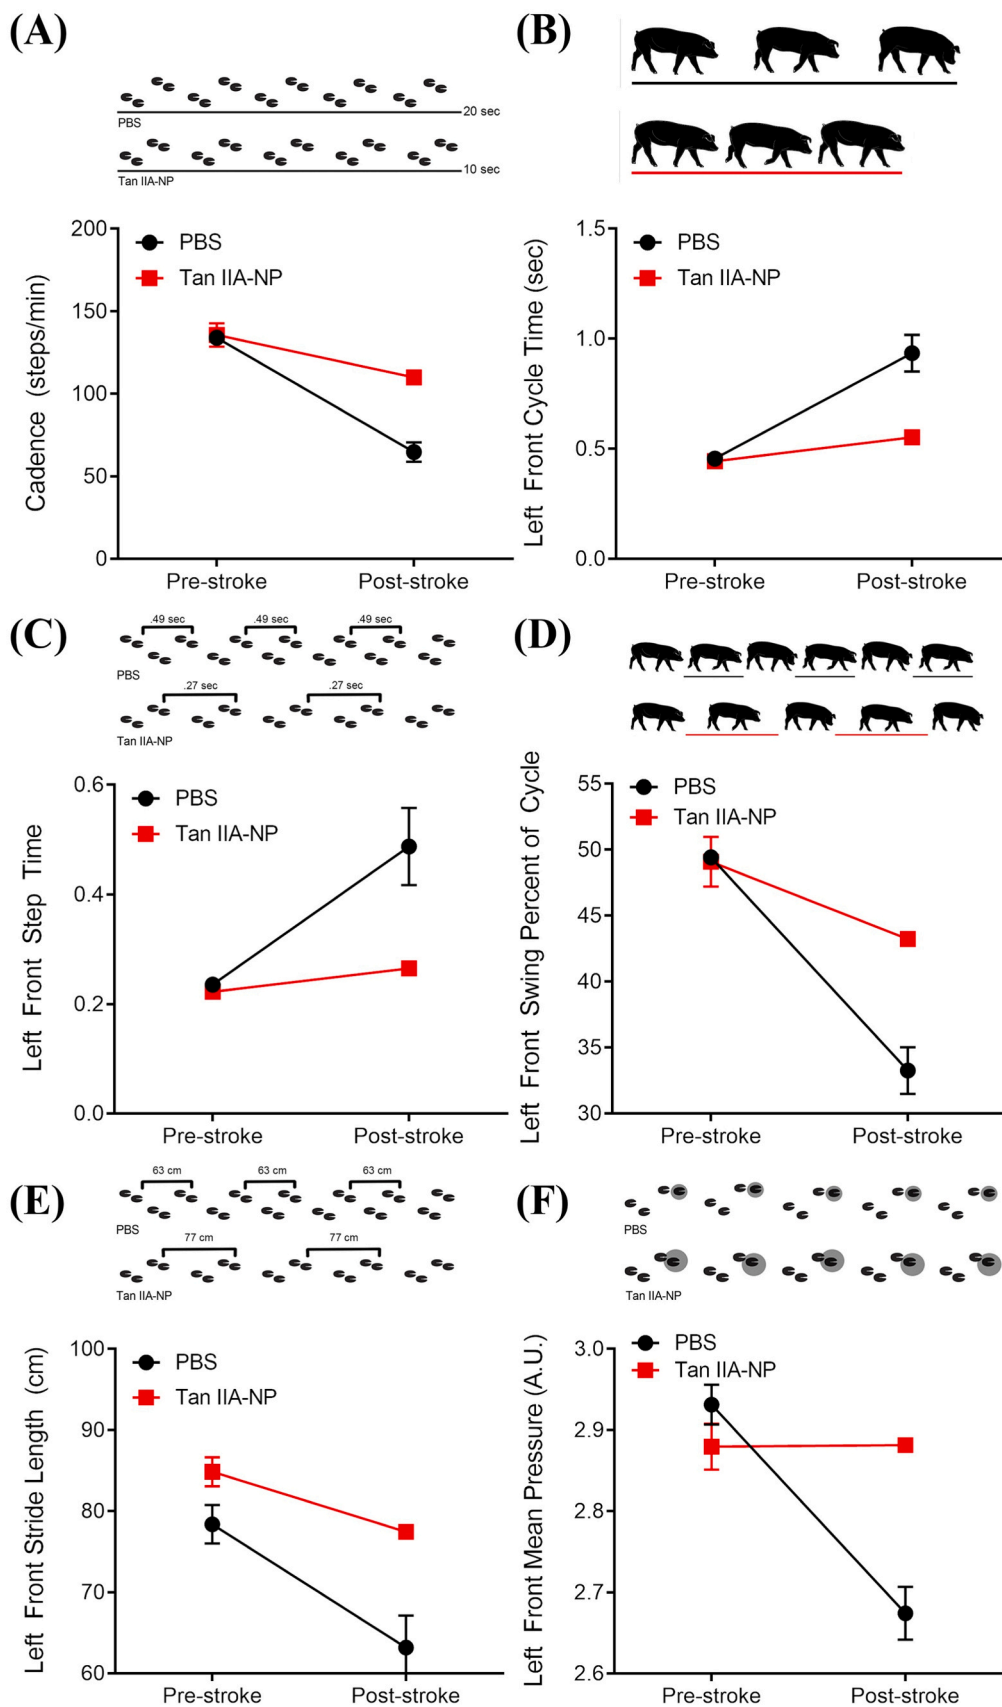 (A)
20 sec
PBS
10 sec
Tan IIA-NP
200
150
100
50
0
Cadence (steps/min)
PBS
Tan IIA-NP
Pre-stroke
Post-stroke
(B)
1.5
1.0
0.5
0.0
Left Front Cycle Time (sec)
PBS
Tan IIA-NP
Pre-stroke
Post-stroke
(C)
.49 sec
.49 sec
.49 sec
PBS
.27 sec
.27 sec
Tan IIA-NP
0.6
0.4
0.2
0.0
Left Front Step Time
PBS
Tan IIA-NP
Pre-stroke
Post-stroke
(D)
55
50
45
40
35
30
Left Front Swing Percent of Cycle
PBS
Tan IIA-NP
Pre-stroke
Post-stroke
(E)
63 cm
63 cm
63 cm
PBS
77 cm
77 cm
Tan IIA-NP
100
90
80
70
60
Left Front Stride Length (cm)
PBS
Tan IIA-NP
Pre-stroke
Post-stroke
(F)
PBS
Tan IIA-NP
3.0
2.9
2.8
2.7
2.6
Left Front Mean Pressure (A.U.)
PBS
Tan IIA-NP
Pre-stroke
Post-stroke